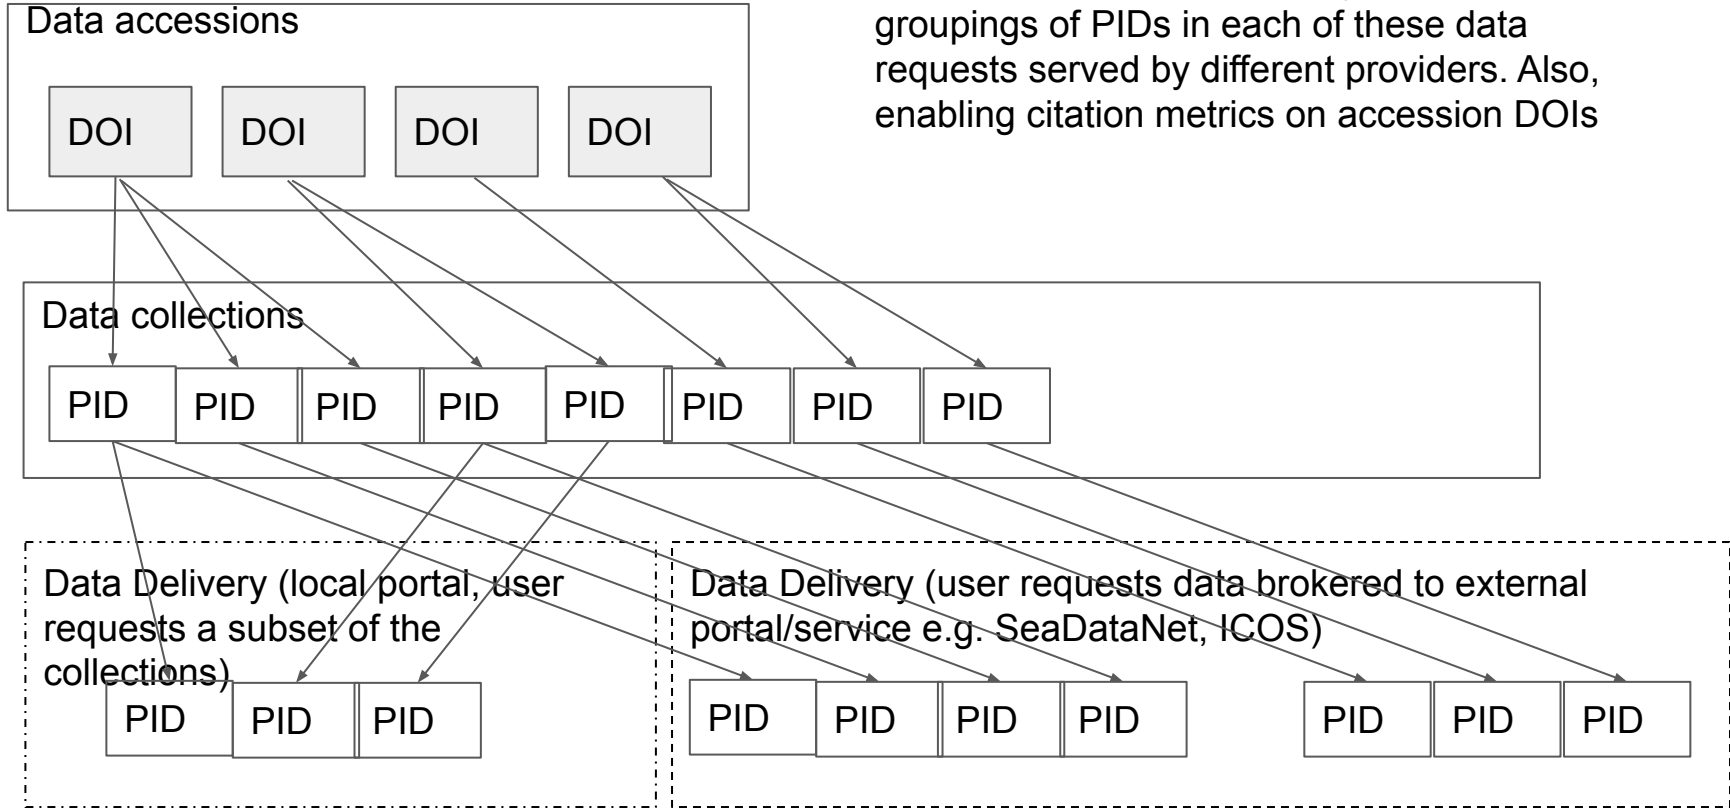 Data accessions
groupings of PIDs in each of these data
requests served by different providers. Also,
enabling citation metrics on accession DOIs
DOI DOI DOI DOI
Data collections
PID PID PID PID PID PID PID PID
Data Delivery (local portal, user
requests a subset of the
collections)
PID PID PID
Data Delivery (user requests data brokered to external
portal/service e.g. SeaDataNet, ICOS)
PID PID PID PID PID PID PID